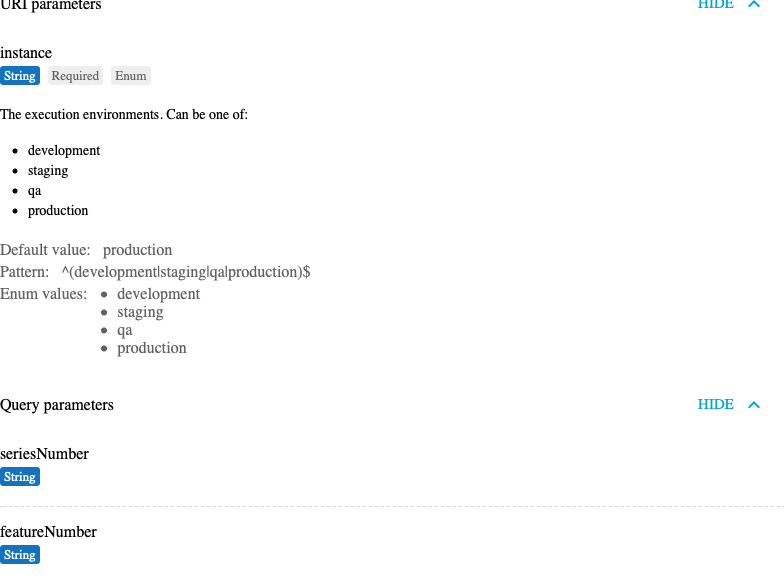 URI parameters HIDE
instance
String Required Enum
The execution environments. Can be one of:
development
staging
qa
production
Default value: production
Pattern: ^(development|staging|qa|production)$
Enum values: development
staging
qa
production
Query parameters HIDE
seriesNumber
String
featureNumber
String